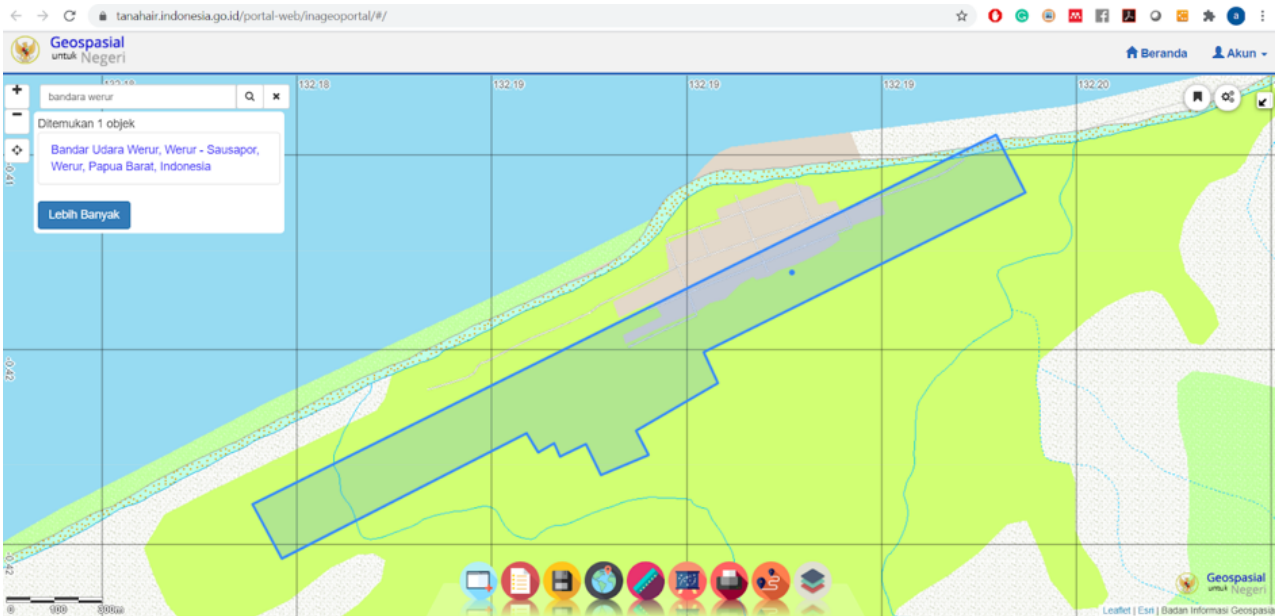 tanahair.indonesia.go.id/portal-web/inageoportal/#/
a
Geospasial
untuk Negeri
Beranda
Akun
132.18
132.18
132.19
132.19
132.19
132.20
bandara werur
Ditemukan 1 objek
Bandar Udara Werur, Werur - Sausapor,
Werur, Papua Barat, Indonesia
Lebih Banyak
-0.41
-0.42
-0.42
0 100 300m
Geospasial
untuk Negeri
Leaflet | Esri | Badan Informasi Geospasia